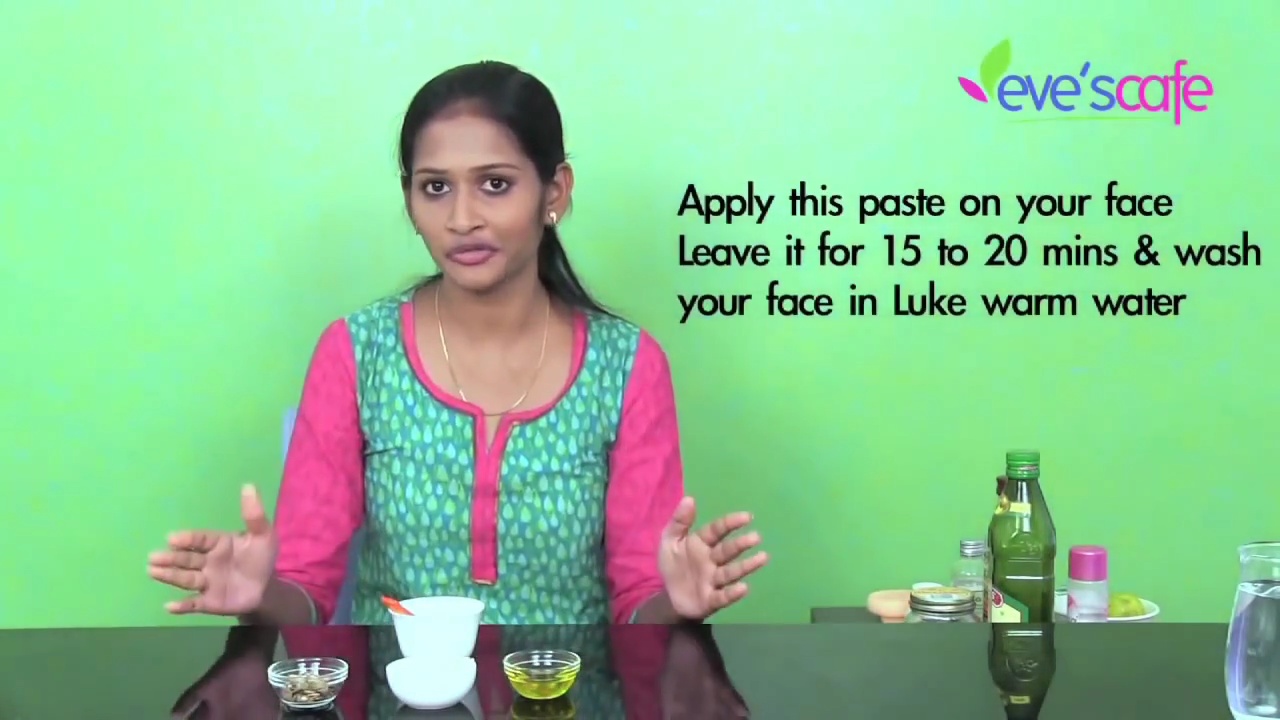 eve'scafe
Apply this paste on your face
Leave it for 15 to 20 mins & wash
your face in Luke warm water